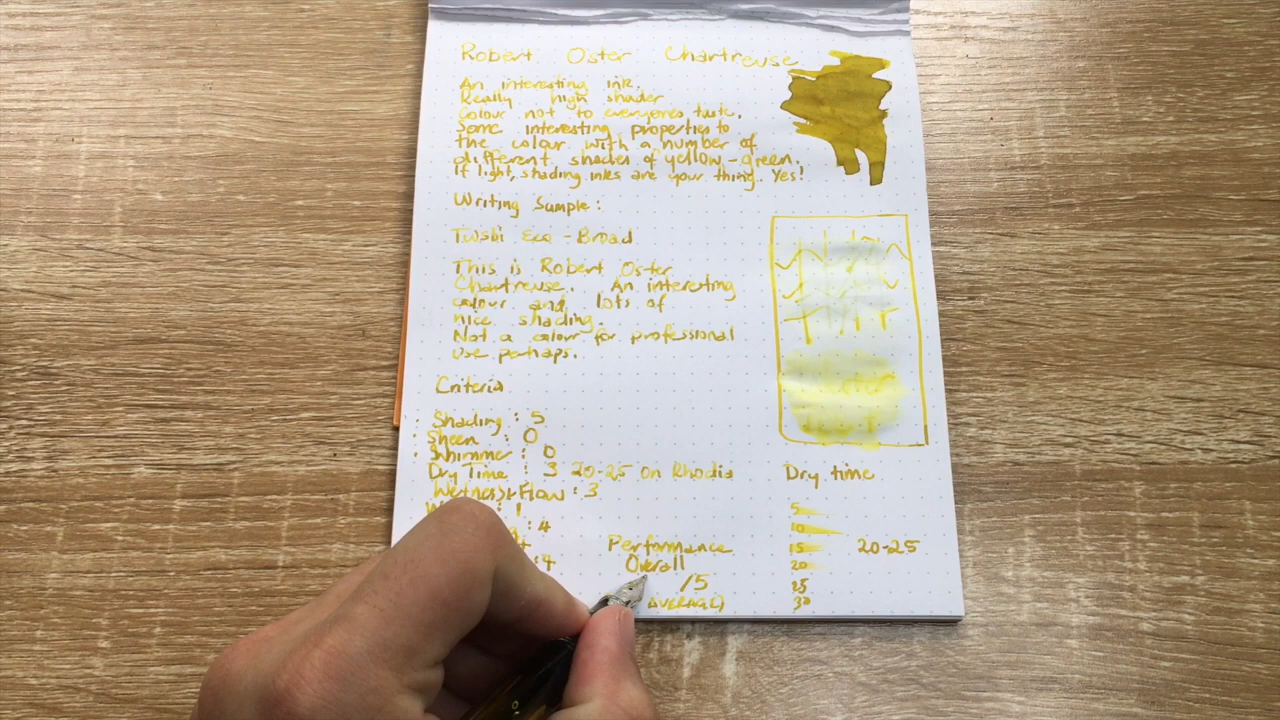 Robert Oster Chartreuse
An interesting ink.
Really high shader
Colour not to everyones taste.
Some interesting properties to
the colour with a number of
different shades of yellow-green.
If light, shading inks are your thing. Yes!
Writing Sample:
Twsbi Eco - Broad
This is Robert Oster
Chartreuse. An interesting
colour and lots of
nice shading.
Not a colour for professional
use perhaps.
Criteria
Shading : 5
Sheen : 0
Shimmer : 0
Dry Time : 3 20-25 on Rhodia
Wetness+Flow : 3
: 1
: 4
: 4
Performance
Overall
/5
AVERAGE)
Dry time
5
10
15 20-25
20
25
30